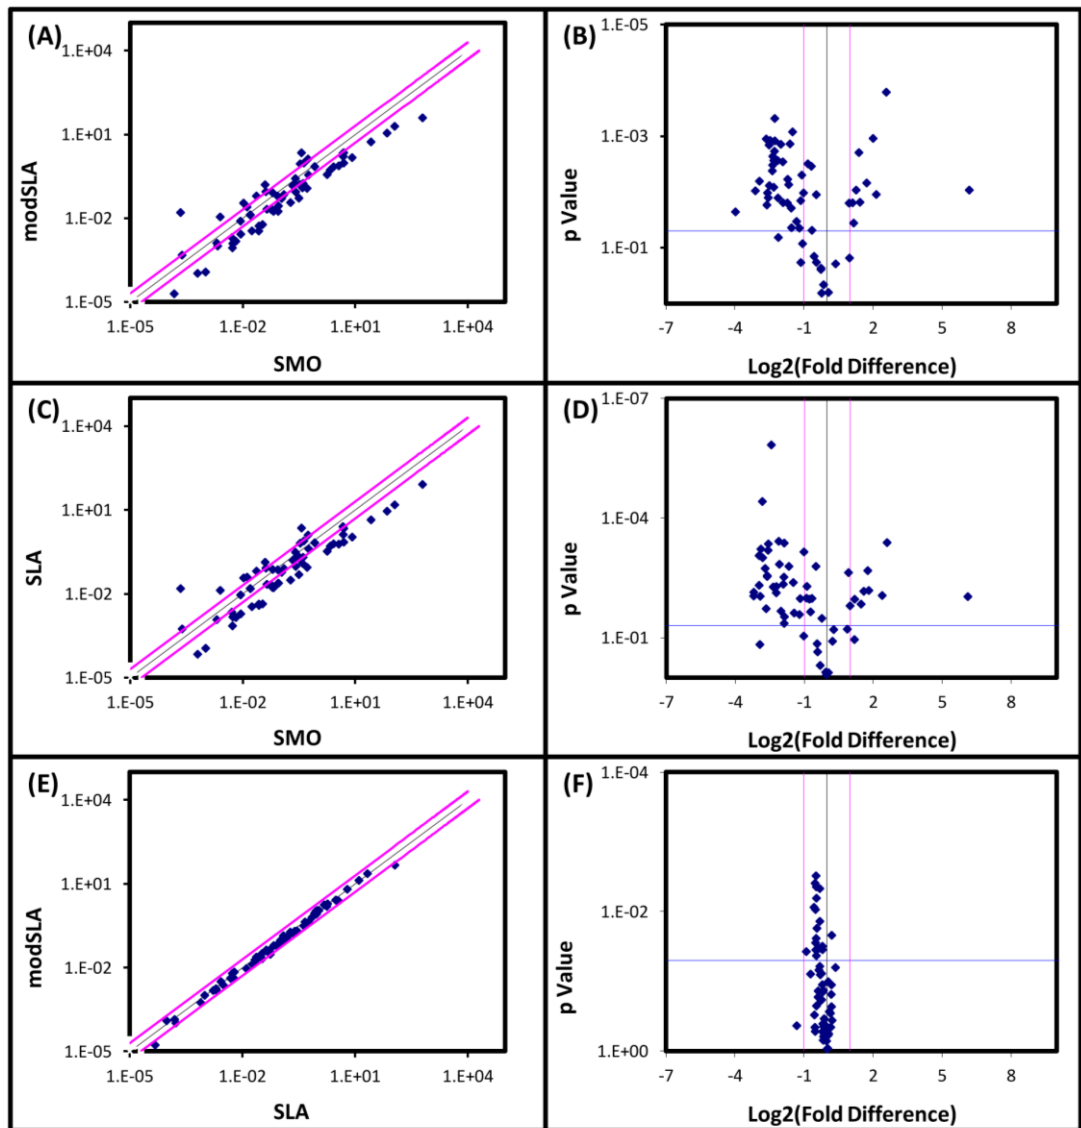 (A)
modSLA
1.E+04
1.E+01
1.E-02
1.E-05
1.E-05 1.E-02 1.E+01 1.E+04
SMO
(B)
p Value
1.E-05
1.E-03
1.E-01
-7 -4 -1 2 5 8
Log2(Fold Difference)
(C)
SLA
1.E+04
1.E+01
1.E-02
1.E-05
1.E-05 1.E-02 1.E+01 1.E+04
SMO
(D)
p Value
1.E-07
1.E-04
1.E-01
-7 -4 -1 2 5 8
Log2(Fold Difference)
(E)
modSLA
1.E+04
1.E+01
1.E-02
1.E-05
1.E-05 1.E-02 1.E+01 1.E+04
SLA
(F)
p Value
1.E-04
1.E-02
1.E+00
-7 -4 -1 2 5 8
Log2(Fold Difference)